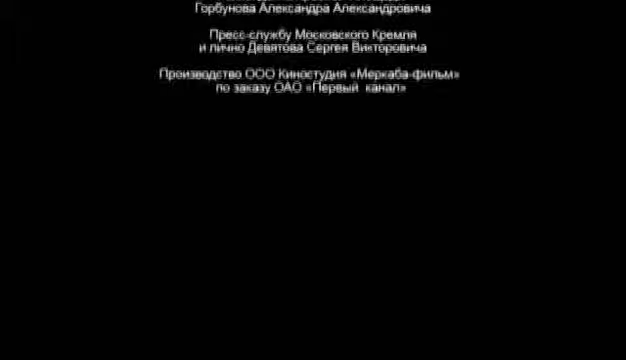 Горбунова Александра Александровича
Пресс-службу Московского Кремля
и лично Девятова Сергея Викторовича
Производство ООО Киностудия «Меркаба-фильм»
по заказу ОАО «Первый канал»